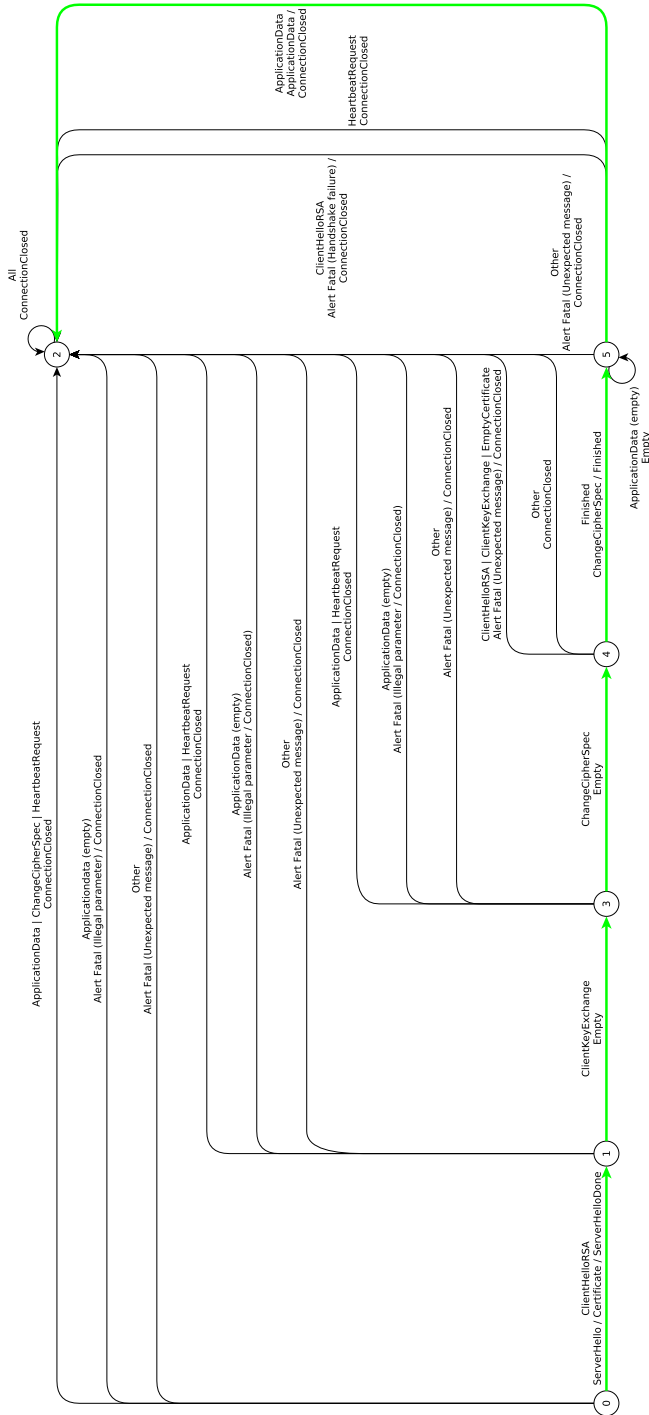 All
ConnectionClosed
2
ApplicationData
ApplicationData /
ConnectionClosed
HeartbeatRequest
ConnectionClosed
ClientHelloRSA
Alert Fatal (Handshake failure) /
ConnectionClosed
Other
Alert Fatal (Unexpected message) /
ConnectionClosed
5
ApplicationData (empty)
Empty
ApplicationData | ChangeCipherSpec | HeartbeatRequest
ConnectionClosed
Applicationdata (empty)
Alert Fatal (Illegal parameter) / ConnectionClosed
Other
Alert Fatal (Unexpected message) / ConnectionClosed
ApplicationData | HeartbeatRequest
ConnectionClosed
ApplicationData (empty)
Alert Fatal (Illegal parameter / ConnectionClosed)
Other
Alert Fatal (Unexpected message) / ConnectionClosed
ApplicationData | HeartbeatRequest
ConnectionClosed
ApplicationData (empty)
Alert Fatal (Illegal parameter / ConnectionClosed)
Other
Alert Fatal (Unexpected message) / ConnectionClosed
ClientHelloRSA | ClientKeyExchange | EmptyCertificate
Alert Fatal (Unexpected message) / ConnectionClosed
Other
ConnectionClosed
Finished
ChangeCipherSpec / Finished
4
ChangeCipherSpec
Empty
3
ClientKeyExchange
Empty
1
ClientHelloRSA
ServerHello / Certificate / ServerHelloDone
0